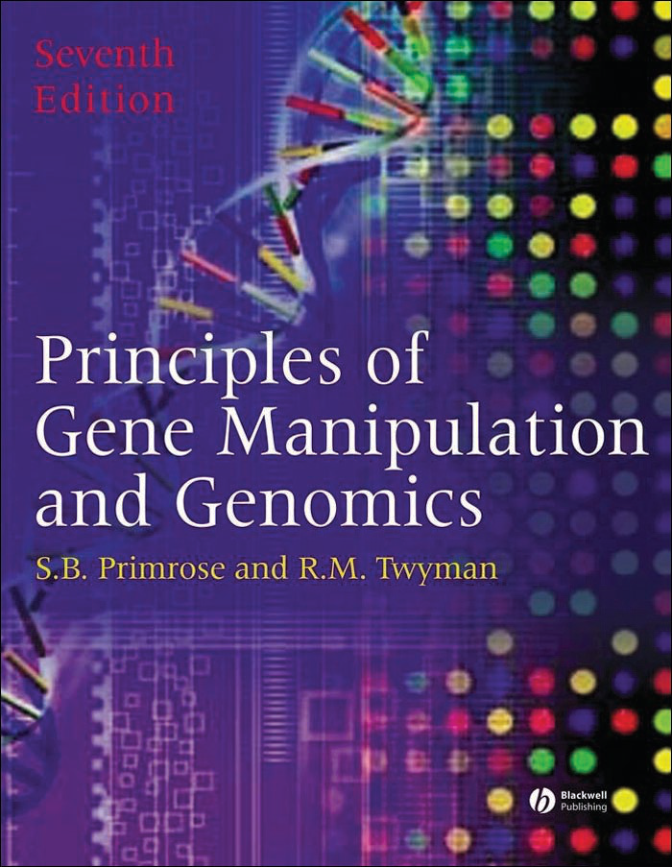 Seventh
Edition
Principles of
Gene Manipulation
and Genomics
S.B. Primrose and R.M. Twyman
Blackwell
Publishing